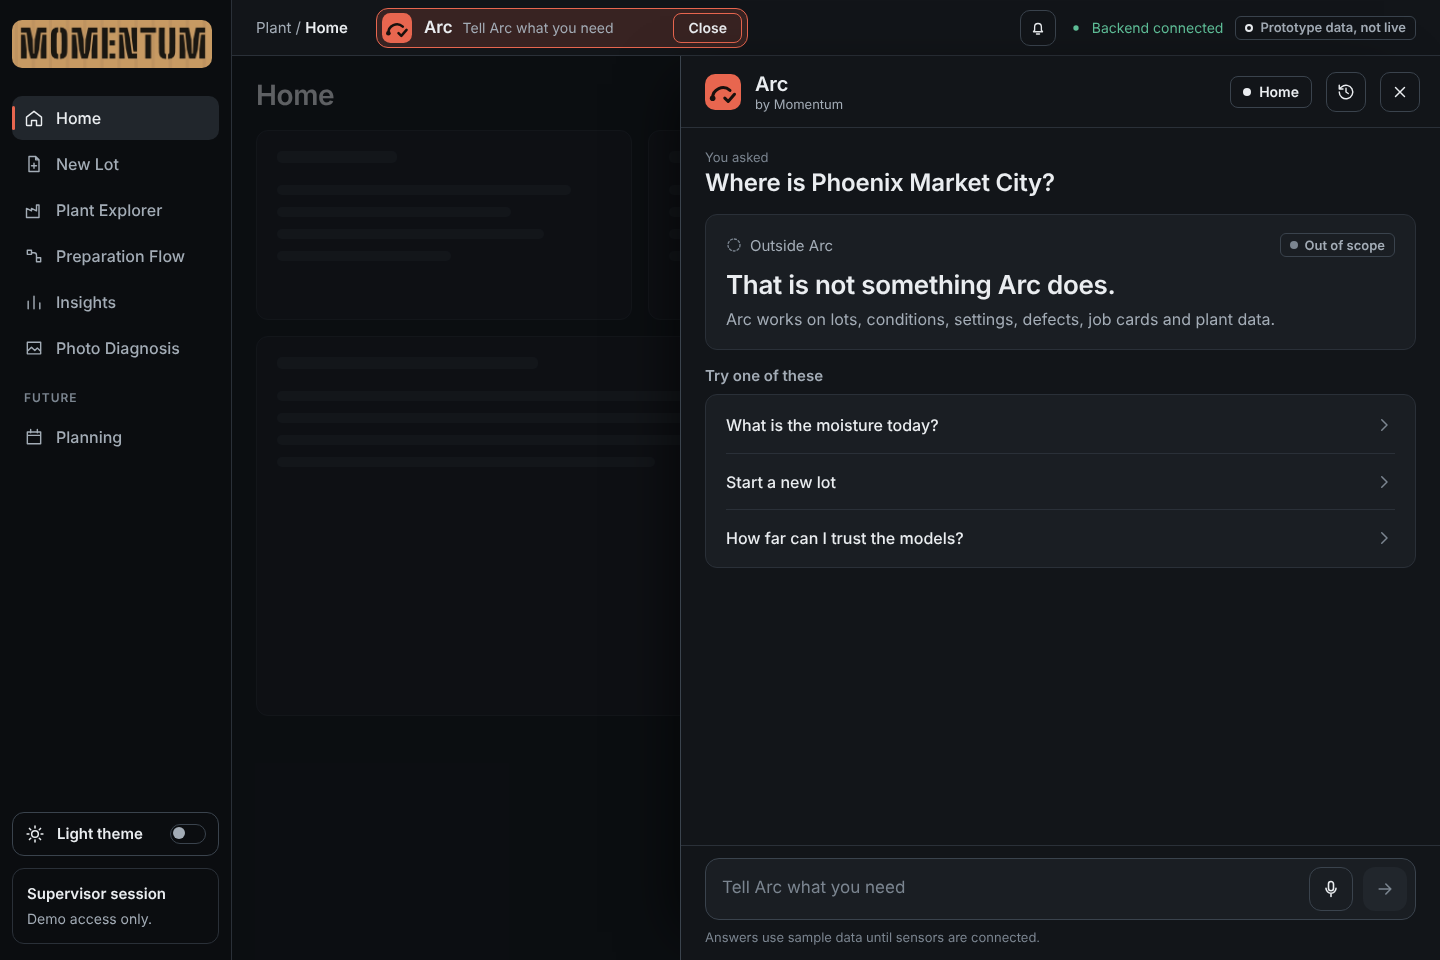 MOMENTUM
Home
New Lot
Plant Explorer
Preparation Flow
Insights
Photo Diagnosis
FUTURE
Planning
Light theme
Supervisor session
Demo access only.
Plant / Home
Arc Tell Arc what you need Close
Backend connected
Prototype data, not live
Home
Arc
by Momentum
Home
You asked
Where is Phoenix Market City?
Outside Arc
Out of scope
That is not something Arc does.
Arc works on lots, conditions, settings, defects, job cards and plant data.
Try one of these
What is the moisture today?
Start a new lot
How far can I trust the models?
Tell Arc what you need
Answers use sample data until sensors are connected.